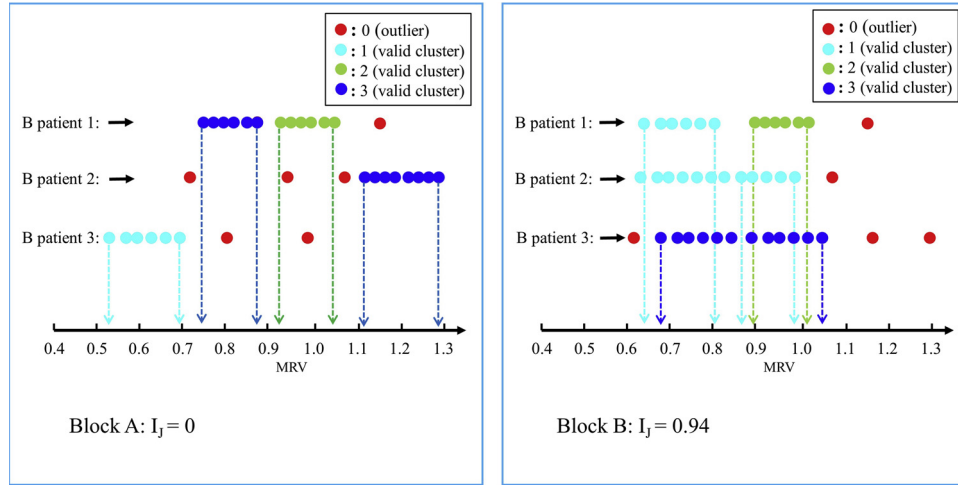 : 0 (outlier)
: 1 (valid cluster)
: 2 (valid cluster)
: 3 (valid cluster)
B patient 1:
B patient 2:
B patient 3:
0.4 0.5 0.6 0.7 0.8 0.9 1.0 1.1 1.2 1.3
MRV
Block A: IJ = 0
: 0 (outlier)
: 1 (valid cluster)
: 2 (valid cluster)
: 3 (valid cluster)
B patient 1:
B patient 2:
B patient 3:
0.4 0.5 0.6 0.7 0.8 0.9 1.0 1.1 1.2 1.3
MRV
Block B: IJ = 0.94